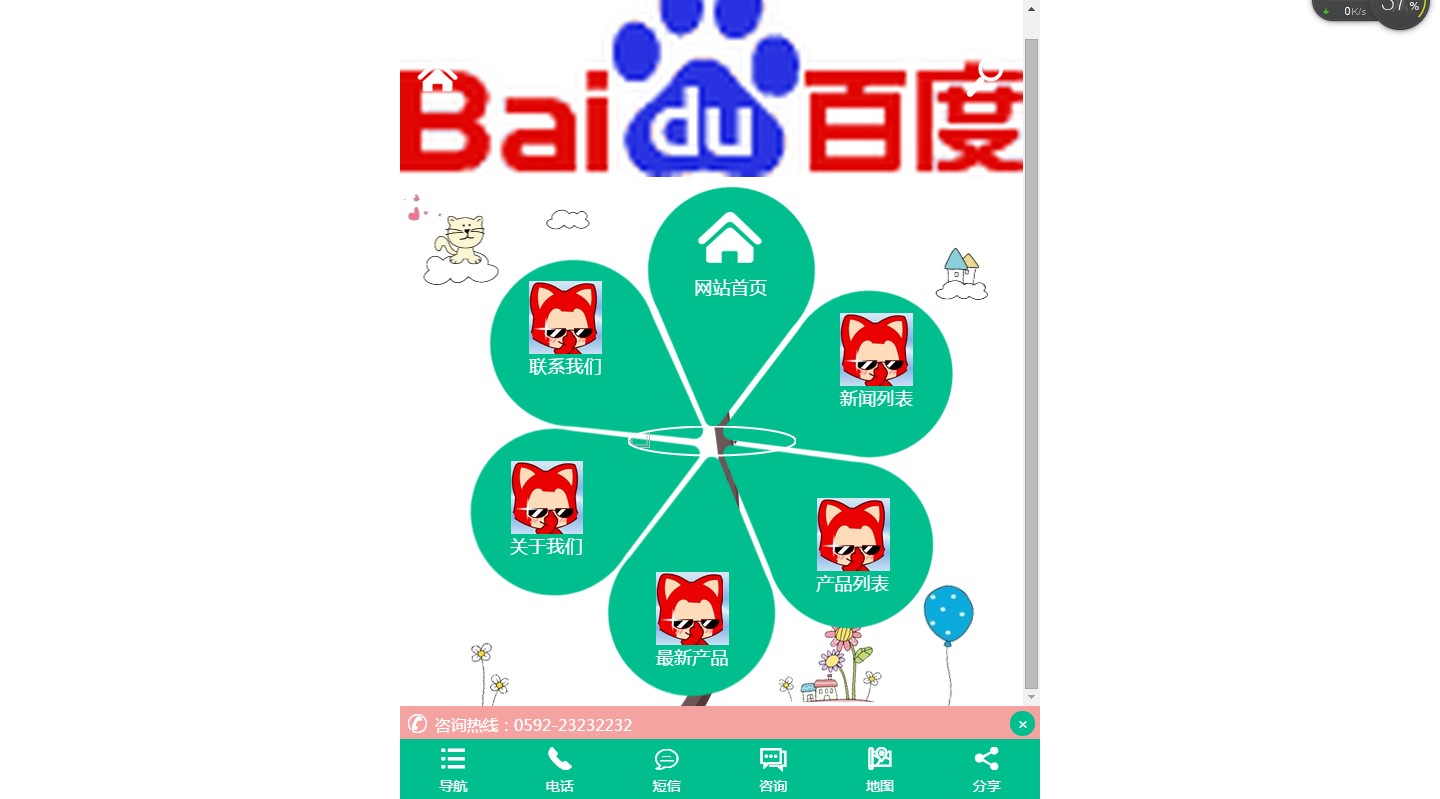 37%
0K/s
Bai du 百度
网站首页
联系我们
新闻列表
关于我们
产品列表
最新产品
咨询热线：0592-23232232
×
导航 电话 短信 咨询 地图 分享